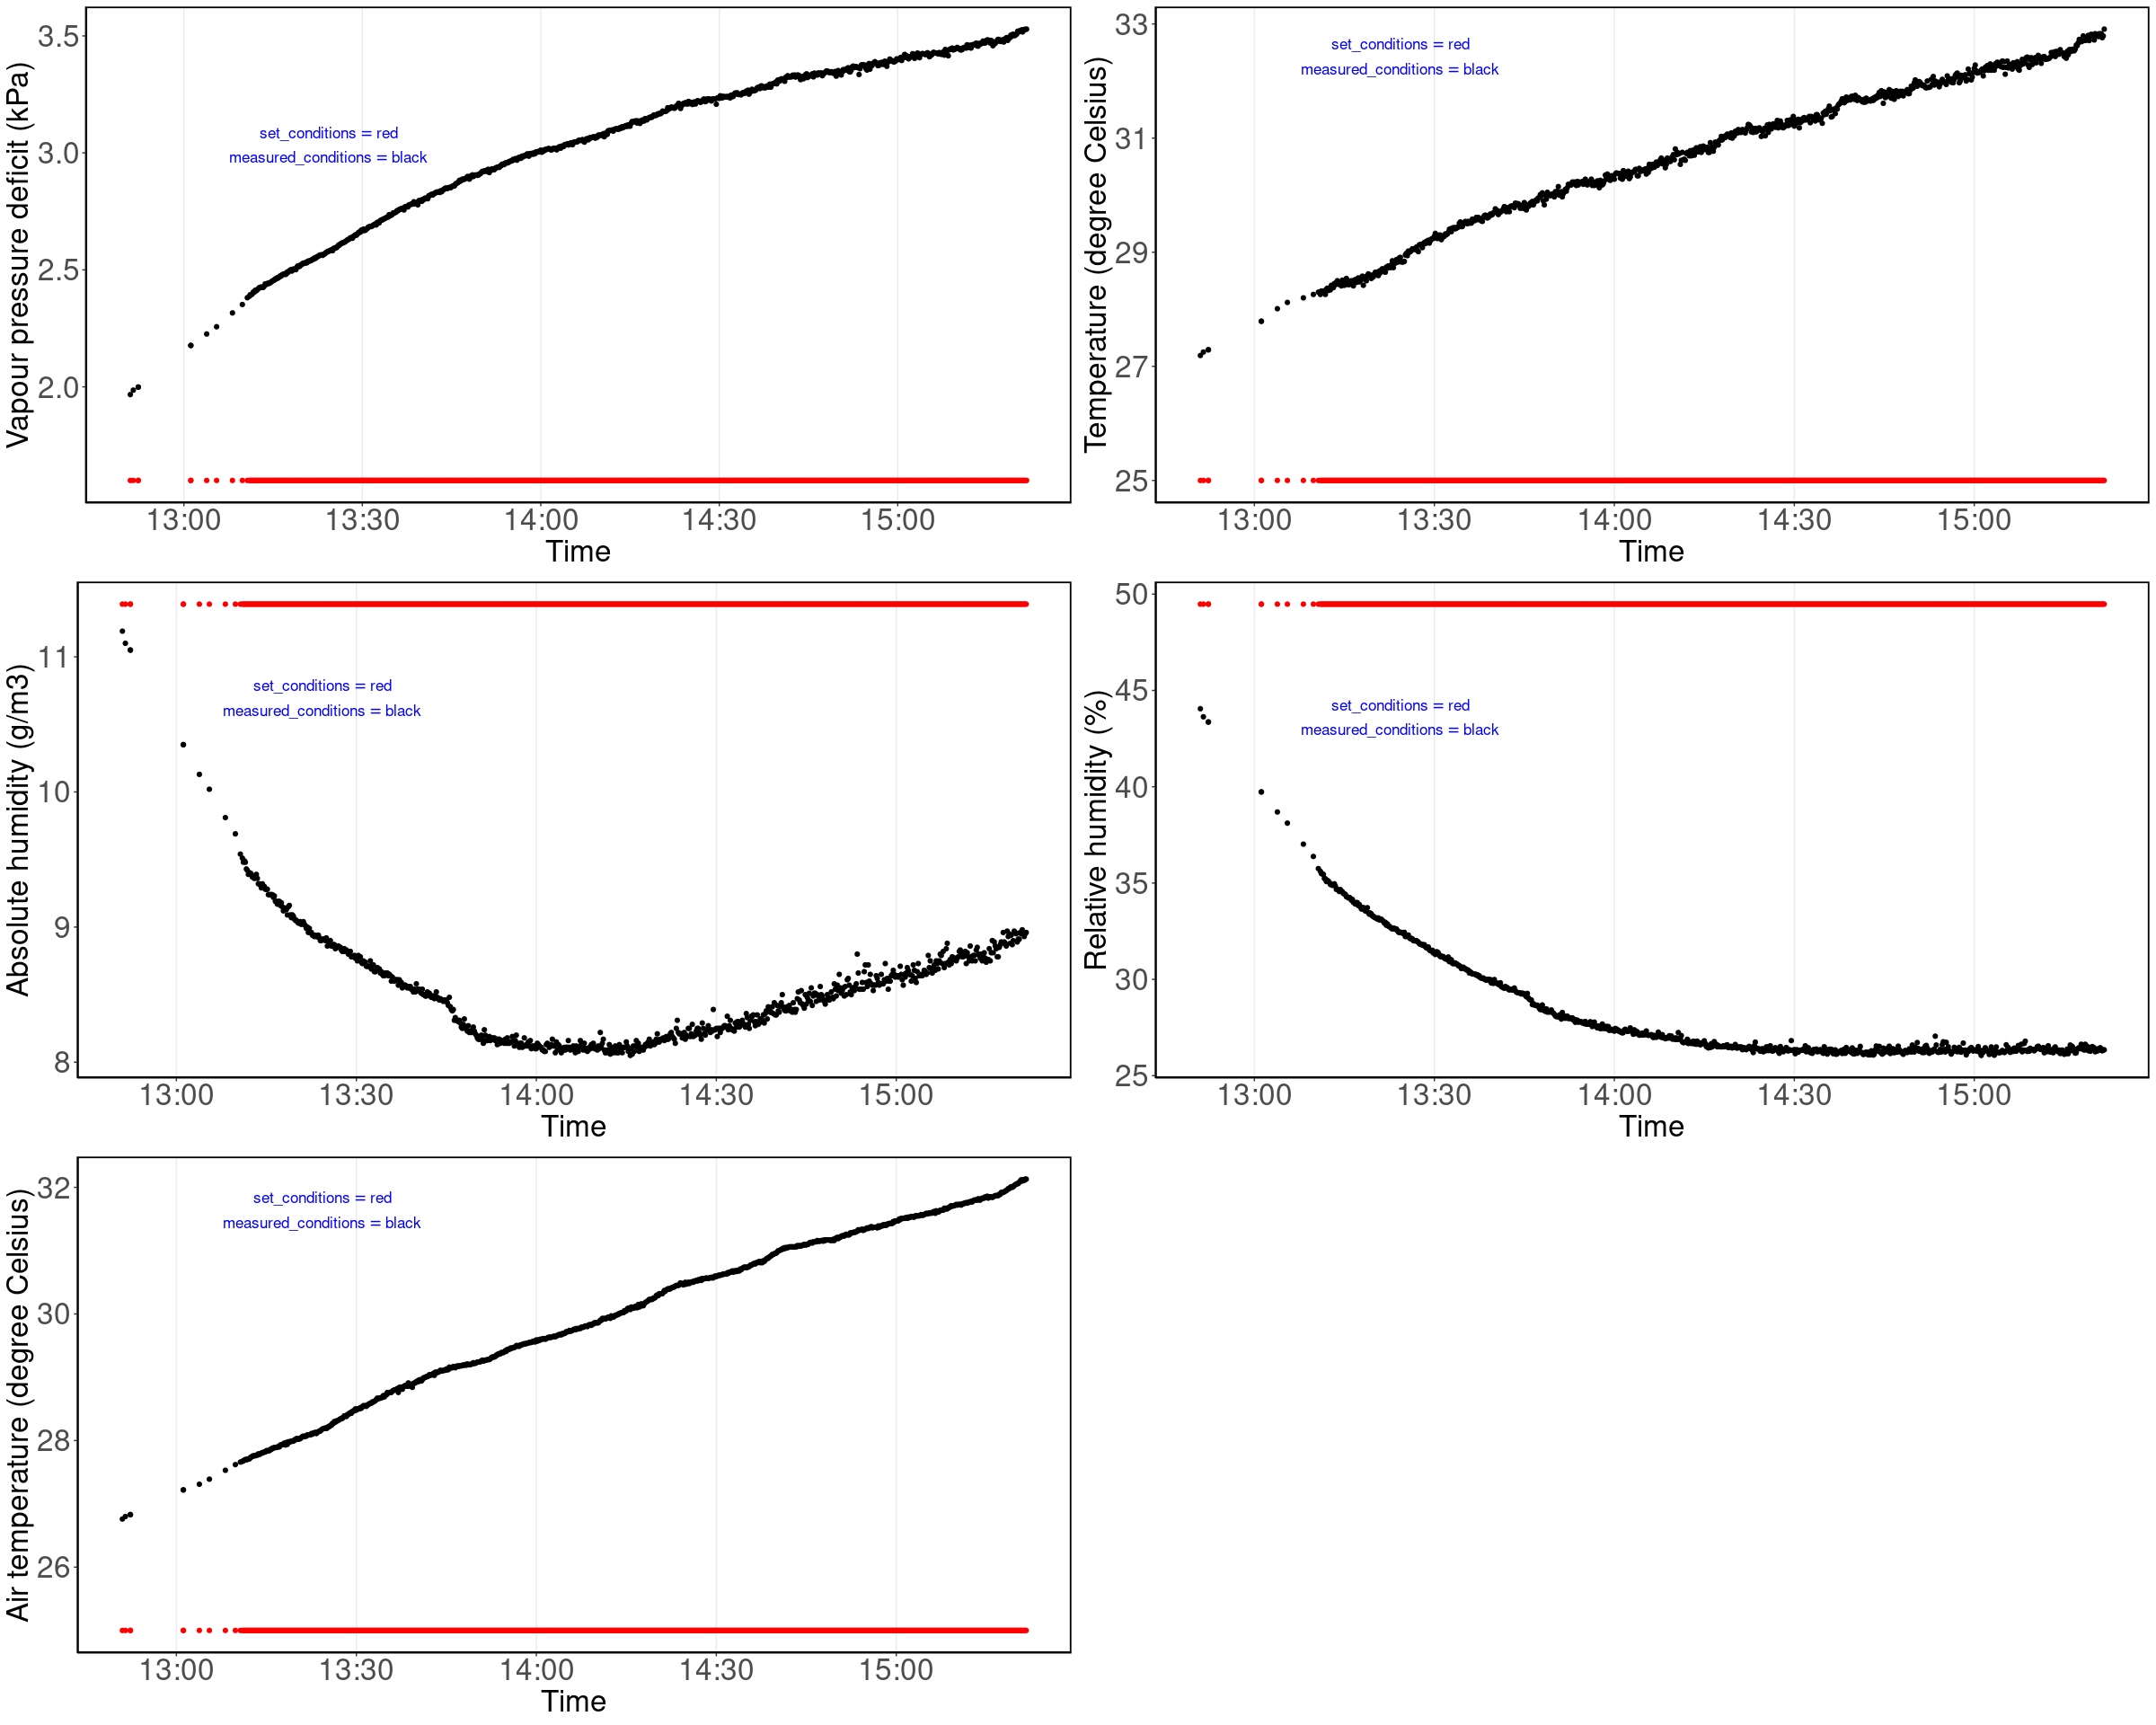 Vapour pressure deficit (kPa)
3.5
3.0
2.5
2.0
set_conditions = red
measured_conditions = black
13:00 13:30 14:00 14:30 15:00
Time
Temperature (degree Celsius)
33
31
29
27
25
set_conditions = red
measured_conditions = black
13:00 13:30 14:00 14:30 15:00
Time
Absolute humidity (g/m3)
11
10
9
8
set_conditions = red
measured_conditions = black
13:00 13:30 14:00 14:30 15:00
Time
Relative humidity (%)
50
45
40
35
30
25
set_conditions = red
measured_conditions = black
13:00 13:30 14:00 14:30 15:00
Time
Air temperature (degree Celsius)
32
30
28
26
set_conditions = red
measured_conditions = black
13:00 13:30 14:00 14:30 15:00
Time